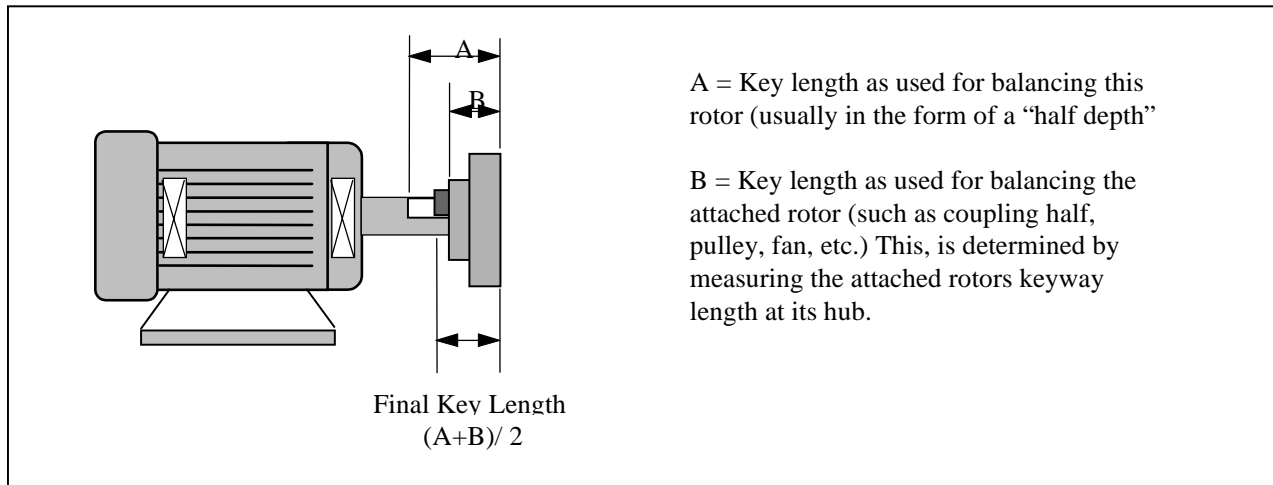 A
B
A = Key length as used for balancing this
rotor (usually in the form of a “half depth”
B = Key length as used for balancing the
attached rotor (such as coupling half,
pulley, fan, etc.) This, is determined by
measuring the attached rotors keyway
length at its hub.
Final Key Length
(A+B)/ 2